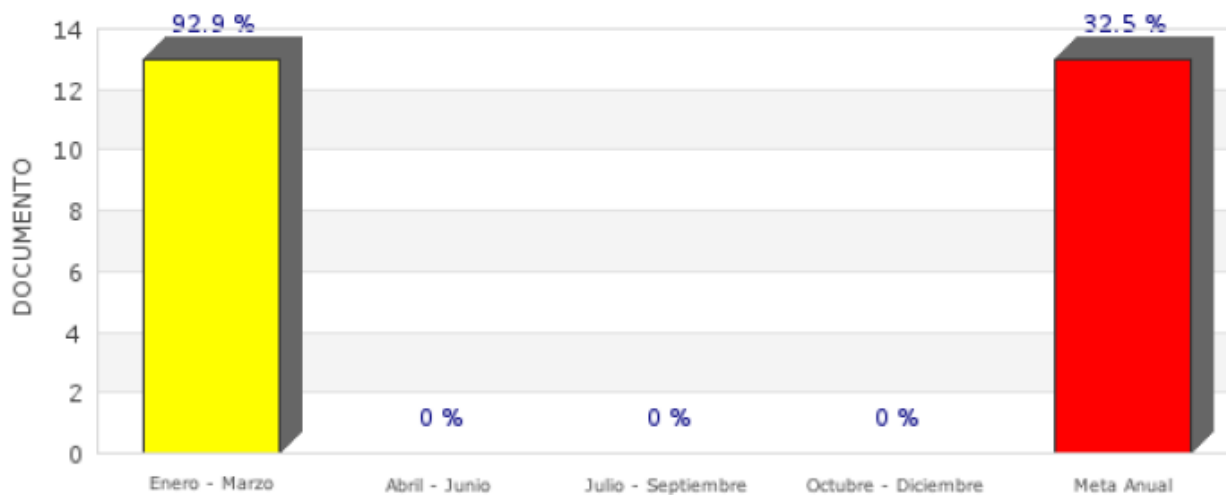 92.9 %
32.5 %
14
12
10
8
6
4
2
0
DOCUMENTO
0 %
0 %
0 %
Enero - Marzo
Abril - Junio
Julio - Septiembre
Octubre - Diciembre
Meta Anual